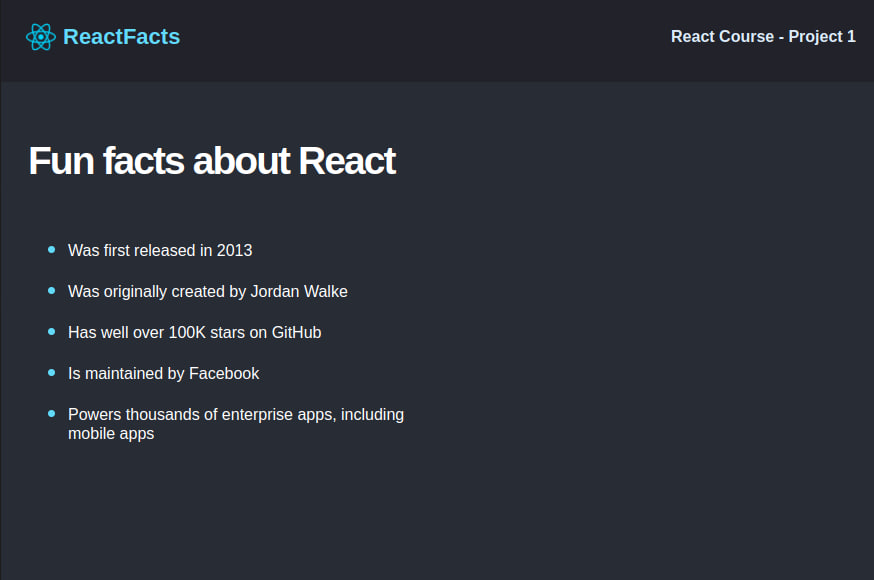 ReactFacts
React Course - Project 1
Fun facts about React
Was first released in 2013
Was originally created by Jordan Walke
Has well over 100K stars on GitHub
Is maintained by Facebook
Powers thousands of enterprise apps, including
mobile apps